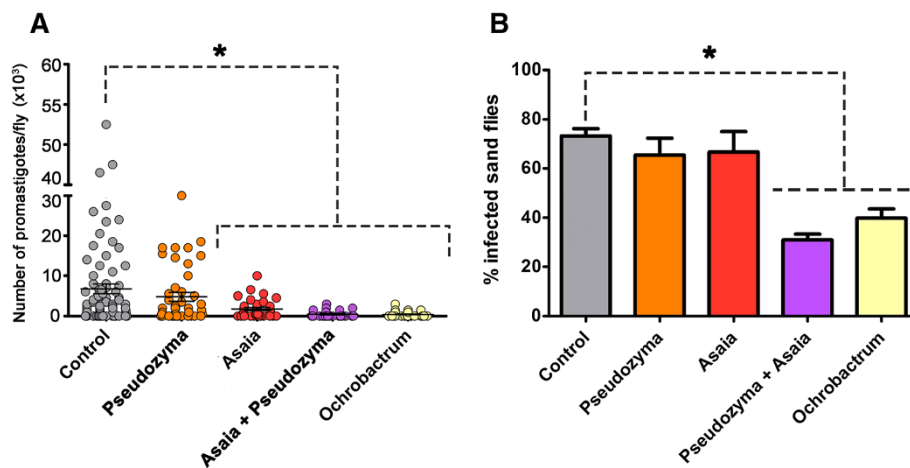 A
*
Number of promastigotes/fly (x10³)
60
55
50
40
30
20
10
0
Control
Pseudozyma
Asaia
Asaia + Pseudozyma
Ochrobactrum
B
*
% infected sand flies
100
80
60
40
20
0
Control
Pseudozyma
Asaia
Pseudozyma + Asaia
Ochrobactrum